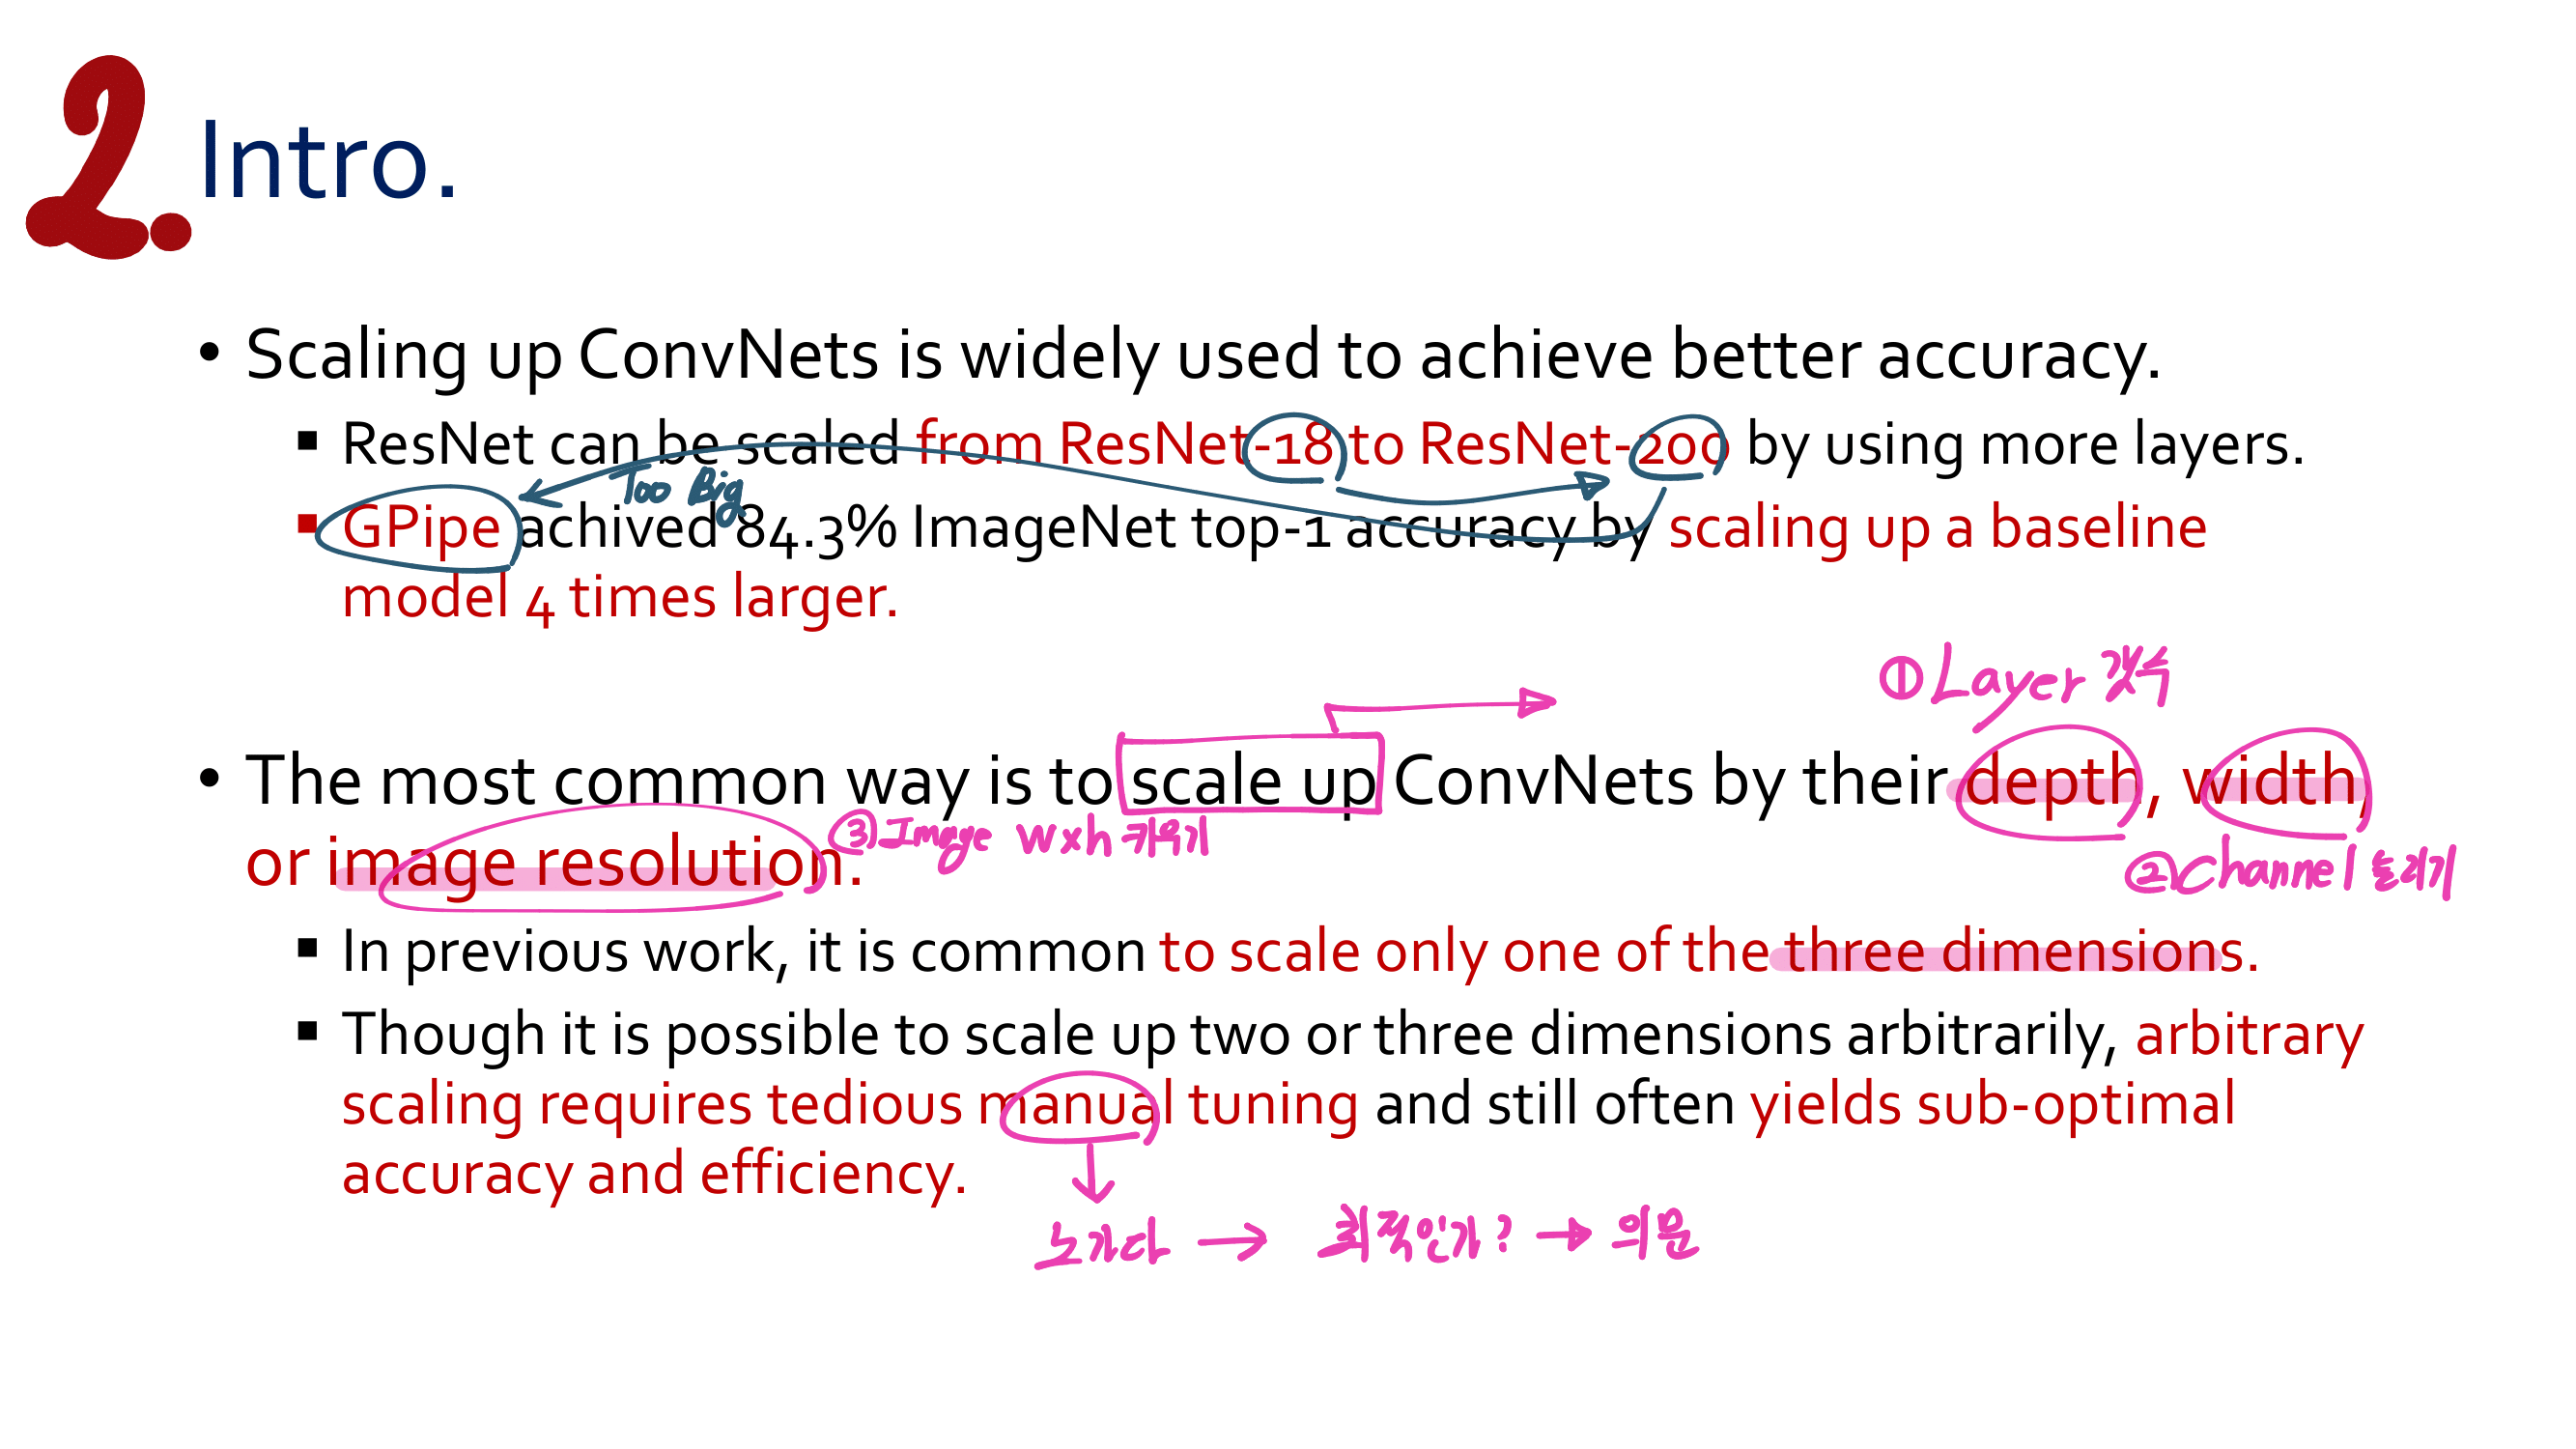 2. Intro.
• Scaling up ConvNets is widely used to achieve better accuracy.
▪ ResNet can be scaled from ResNet-18 to ResNet-200 by using more layers.
Too Big
▪ GPipe achived 84.3% ImageNet top-1 accuracy by scaling up a baseline
model 4 times larger.
① Layer 갯수
• The most common way is to scale up ConvNets by their depth, width,
or image resolution.
③ Image w×h 키우기
② Channel 늘리기
▪ In previous work, it is common to scale only one of the three dimensions.
▪ Though it is possible to scale up two or three dimensions arbitrarily, arbitrary
scaling requires tedious manual tuning and still often yields sub-optimal
accuracy and efficiency.
노가다 → 최적인가? → 의문